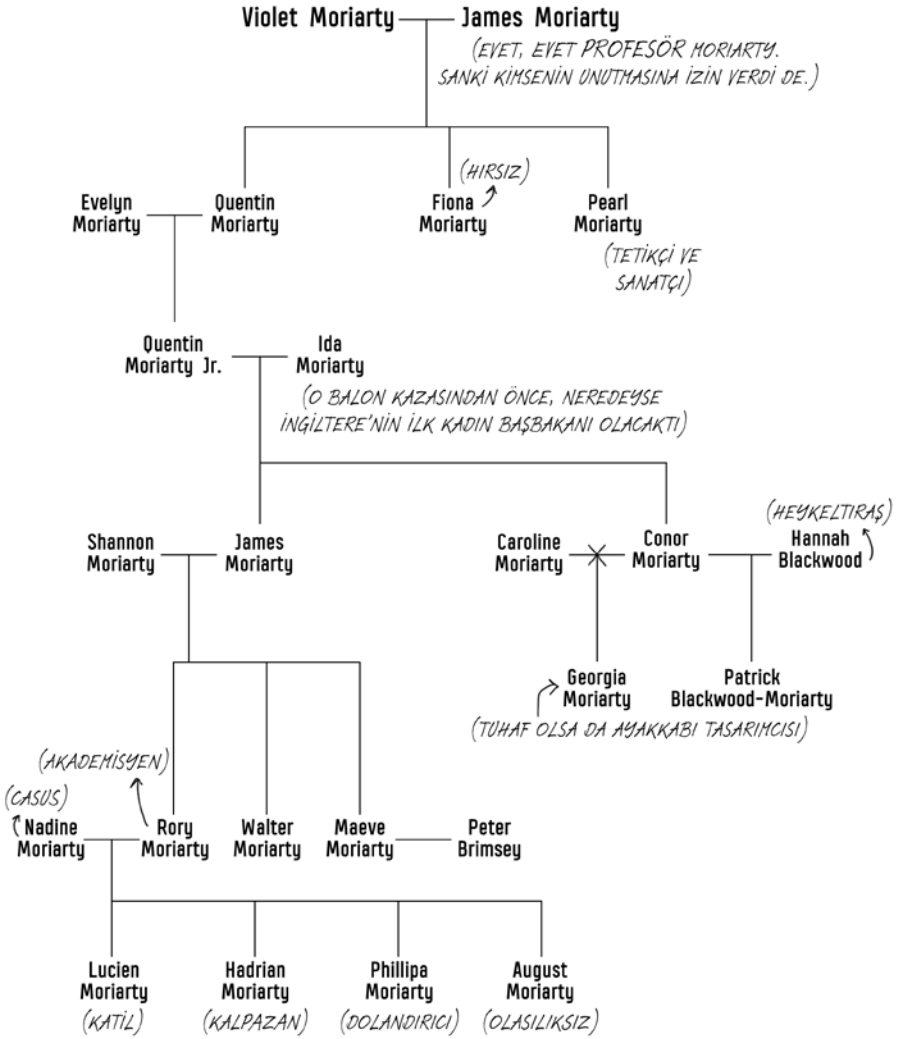 Violet Moriarty James Moriarty
(EVET, EVET PROFESÖR MORIARTY.
SANKİ KİMSENİN UNUTMASINA İZİN VERDİ DE.)
(HIRSIZ)
Evelyn Moriarty
Quentin Moriarty
Fiona Moriarty
Pearl Moriarty
(TETİKÇİ VE
SANATÇI)
Quentin Moriarty Jr.
Ida Moriarty
(O BALON KAZASINDAN ÖNCE, NEREDEYSE
İNGİLTERE'NİN İLK KADIN BAŞBAKANI OLACAKTI)
(HEYKELTIRAŞ)
Shannon Moriarty
James Moriarty
Caroline Moriarty
Conor Moriarty
Hannah Blackwood
Georgia Moriarty
Patrick Blackwood-Moriarty
(TUHAF OLSA DA AYAKKABI TASARIMCISI)
(AKADEMİSYEN)
(CASUS)
Nadine Moriarty
Rory Moriarty
Walter Moriarty
Maeve Moriarty
Peter Brimsey
Lucien Moriarty
(KATİL)
Hadrian Moriarty
(KALPAZAN)
Phillipa Moriarty
(DOLANDIRICI)
August Moriarty
(OLASILIKSIZ)